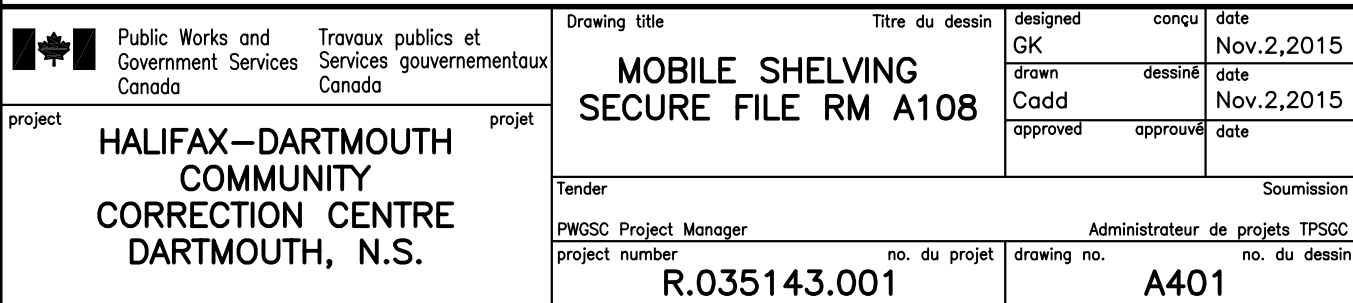 Public Works and
Government Services
Canada
Travaux publics et
Services gouvernementaux
Canada
project projet
HALIFAX-DARTMOUTH
COMMUNITY
CORRECTION CENTRE
DARTMOUTH, N.S.
Drawing title Titre du dessin
MOBILE SHELVING
SECURE FILE RM A108
designed conçu date
GK Nov.2,2015
drawn dessiné date
Cadd Nov.2,2015
approved approuvé date
Tender Soumission
PWGSC Project Manager Administrateur de projets TPSGC
project number no. du projet
R.035143.001
drawing no. no. du dessin
A401